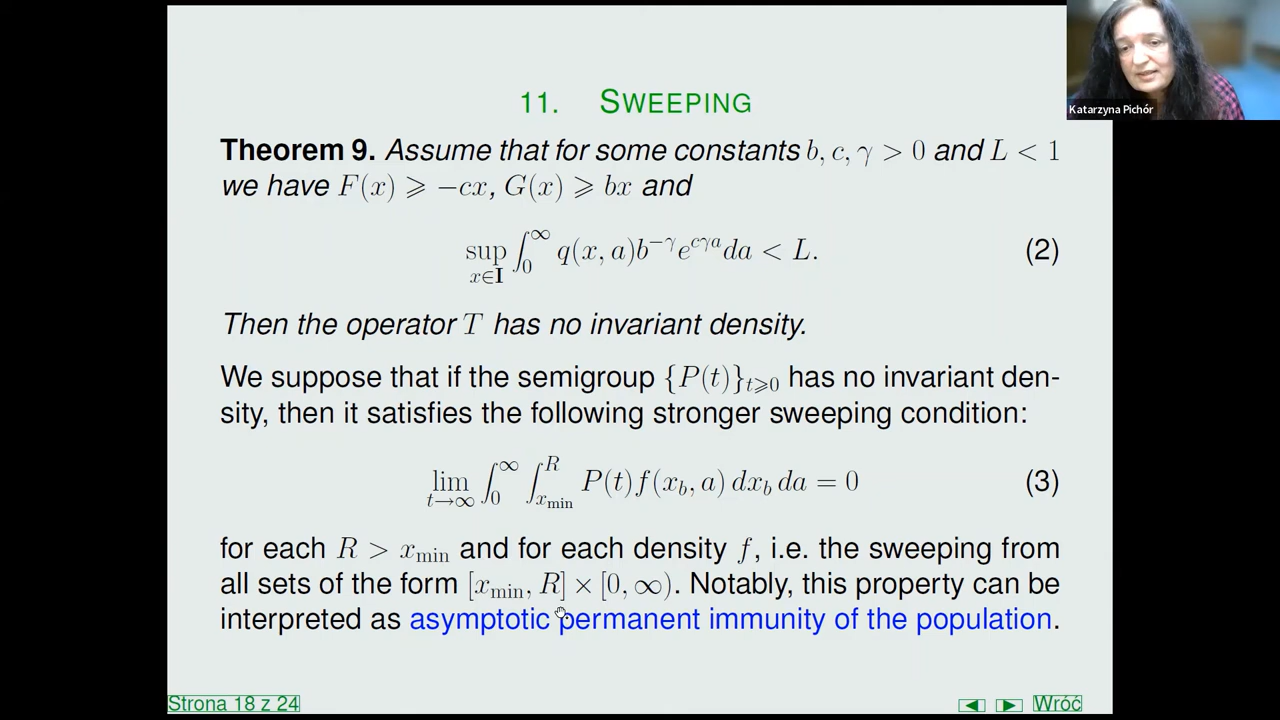 Katarzyna Pichór
11. SWEEPING
Theorem 9. Assume that for some constants b, c, γ > 0 and L < 1
we have F(x) ⩾ −cx, G(x) ⩾ bx and
sup_{x∈I} ∫_0^∞ q(x, a)b^{−γ}e^{cγa}da < L. (2)
Then the operator T has no invariant density.
We suppose that if the semigroup {P(t)}_{t⩾0} has no invariant den-
sity, then it satisfies the following stronger sweeping condition:
lim_{t→∞} ∫_0^∞ ∫_{x_min}^R P(t)f(x_b, a) dx_b da = 0 (3)
for each R > x_min and for each density f, i.e. the sweeping from
all sets of the form [x_min, R] × [0, ∞). Notably, this property can be
interpreted as asymptotic permanent immunity of the population.
Strona 18 z 24
Wróć